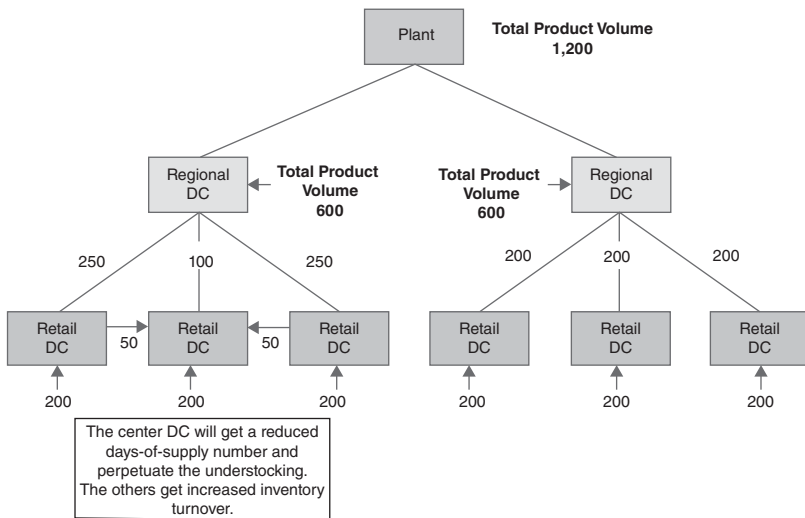 Plant
Total Product Volume
1,200
Regional
DC
Total Product
Volume
600
Total Product
Volume
600
Regional
DC
250
100
250
200
200
200
Retail
DC
50
Retail
DC
50
Retail
DC
Retail
DC
Retail
DC
Retail
DC
200
200
200
200
200
200
The center DC will get a reduced
days-of-supply number and
perpetuate the understocking.
The others get increased inventory
turnover.